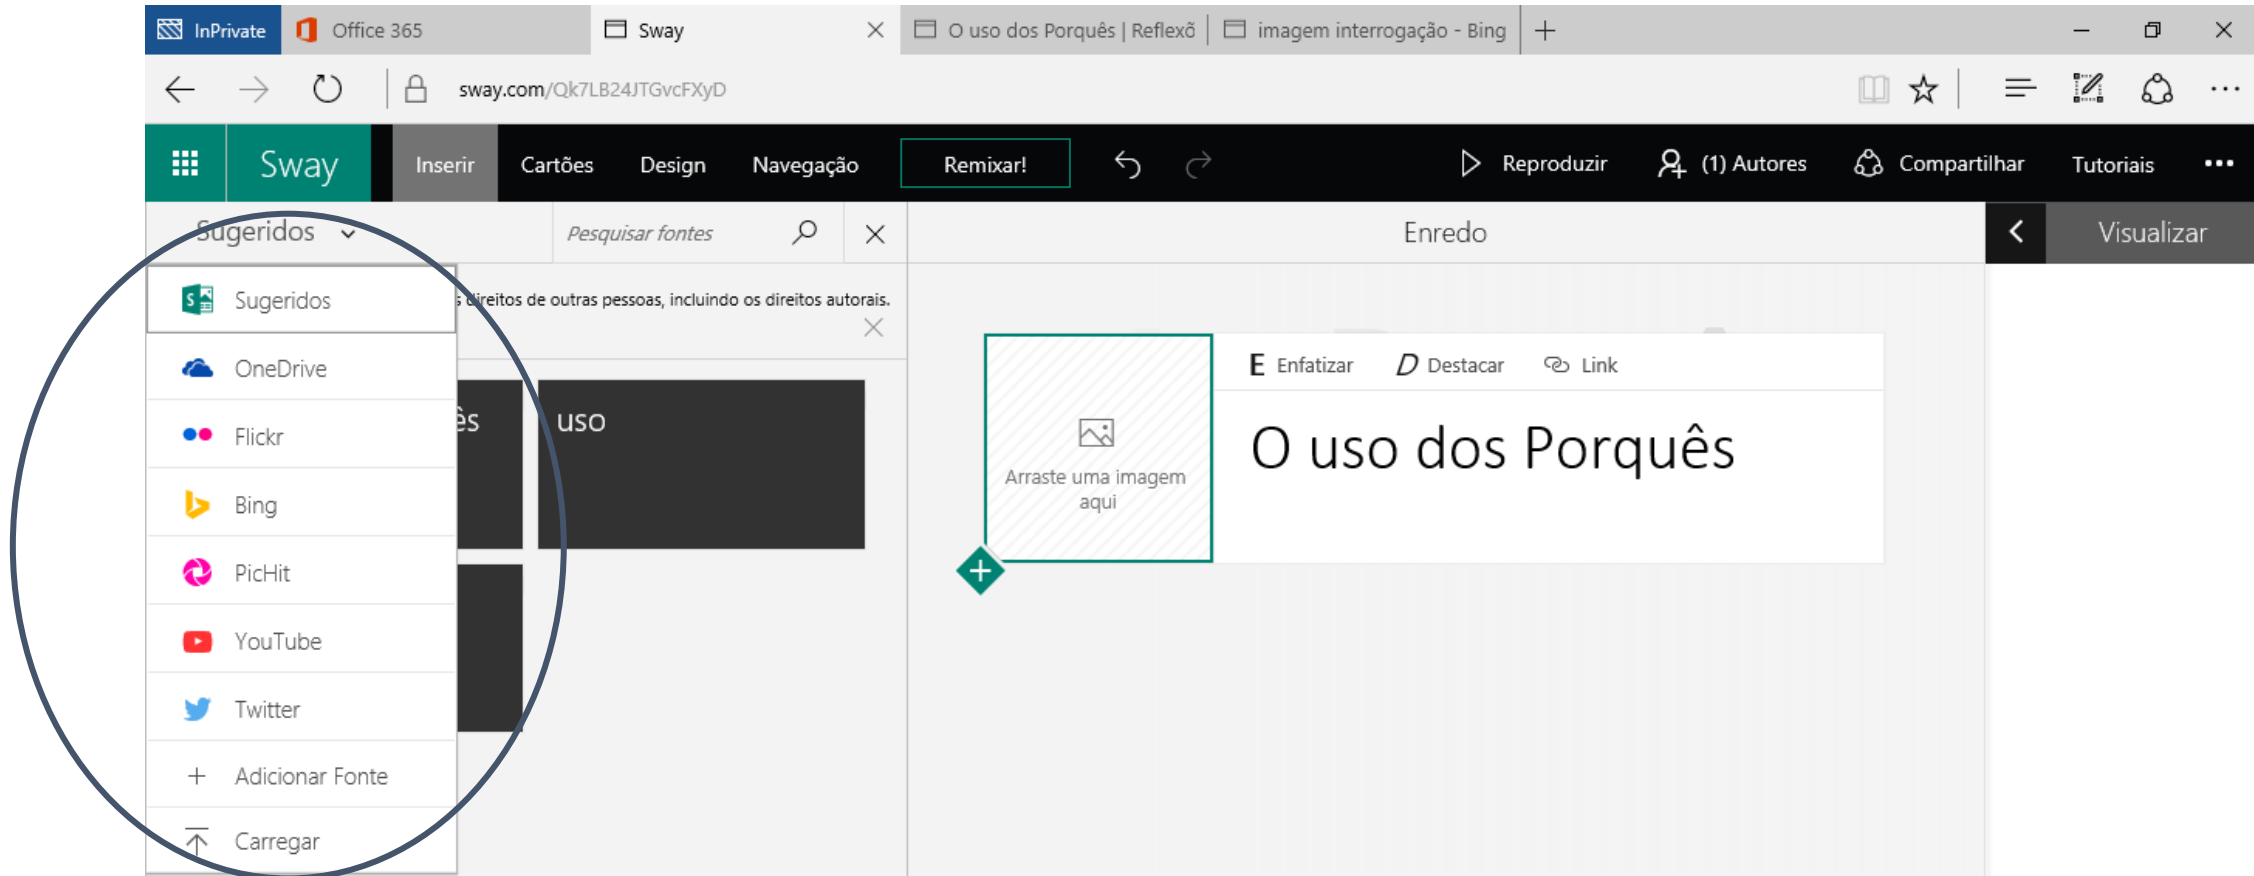 InPrivate Office 365 Sway O uso dos Porquês | Reflexõ imagem interrogação - Bing
sway.com/Qk7LB24JTGvcFXyD
Sway Inserir Cartões Design Navegação Remixar! Reproduzir (1) Autores Compartilhar Tutoriais
Sugeridos Pesquisar fontes Enredo Visualizar
Sugeridos
direitos de outras pessoas, incluindo os direitos autorais.
OneDrive
Flickr
Bing
PicHit
YouTube
Twitter
Adicionar Fonte
Carregar
ês uso
Arraste uma imagem
aqui
E Enfatizar D Destacar Link
O uso dos Porquês